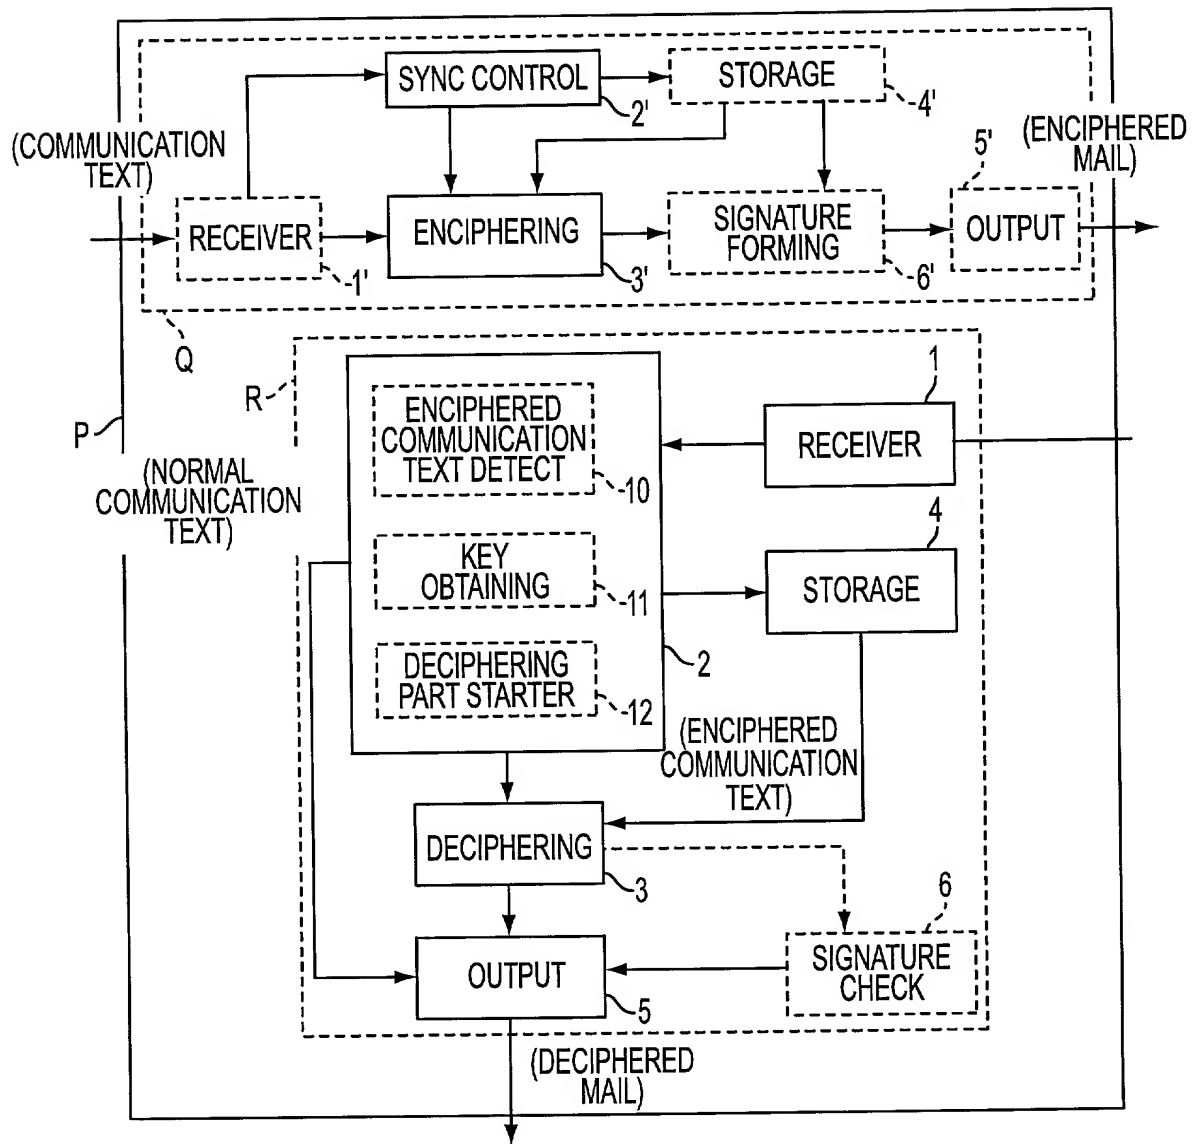 SYNC CONTROL
2'
STORAGE
4'
(COMMUNICATION
TEXT)
(ENCIPHERED
MAIL)
5'
RECEIVER
1'
ENCIPHERING
3'
SIGNATURE
FORMING
6'
OUTPUT
Q
R
P
1
ENCIPHERED
COMMUNICATION
TEXT DETECT
10
RECEIVER
(NORMAL
COMMUNICATION
TEXT)
4
KEY
OBTAINING
11
STORAGE
2
DECIPHERING
PART STARTER
12
(ENCIPHERED
COMMUNICATION
TEXT)
DECIPHERING
3
6
OUTPUT
5
SIGNATURE
CHECK
(DECIPHERED
MAIL)